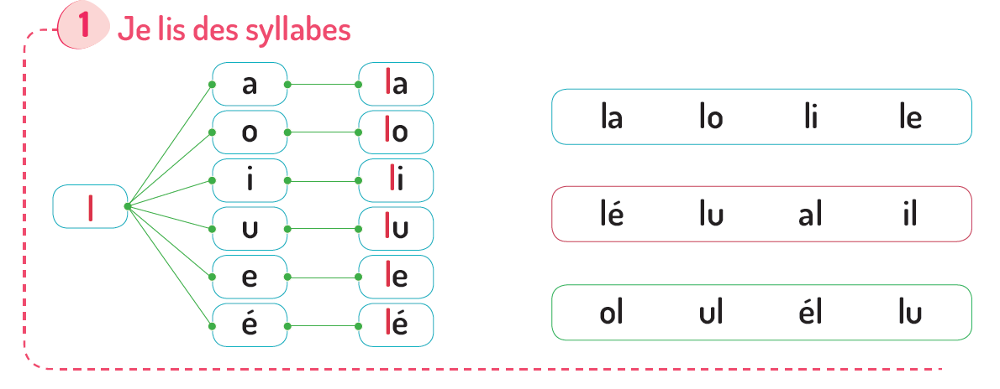 1 Je lis des syllabes
a la
o lo
i li
l
u lu
e le
é lé
la lo li le
lé lu al il
ol ul él lu